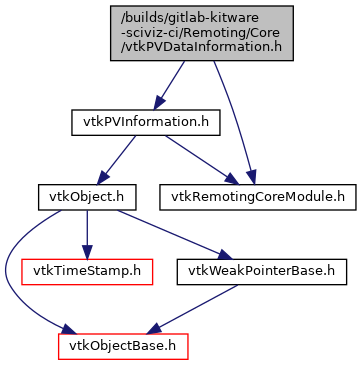 /builds/gitlab-kitware
-sciviz-ci/Remoting/Core
/vtkPVDataInformation.h
vtkPVInformation.h
vtkObject.h
vtkRemotingCoreModule.h
vtkTimeStamp.h
vtkWeakPointerBase.h
vtkObjectBase.h